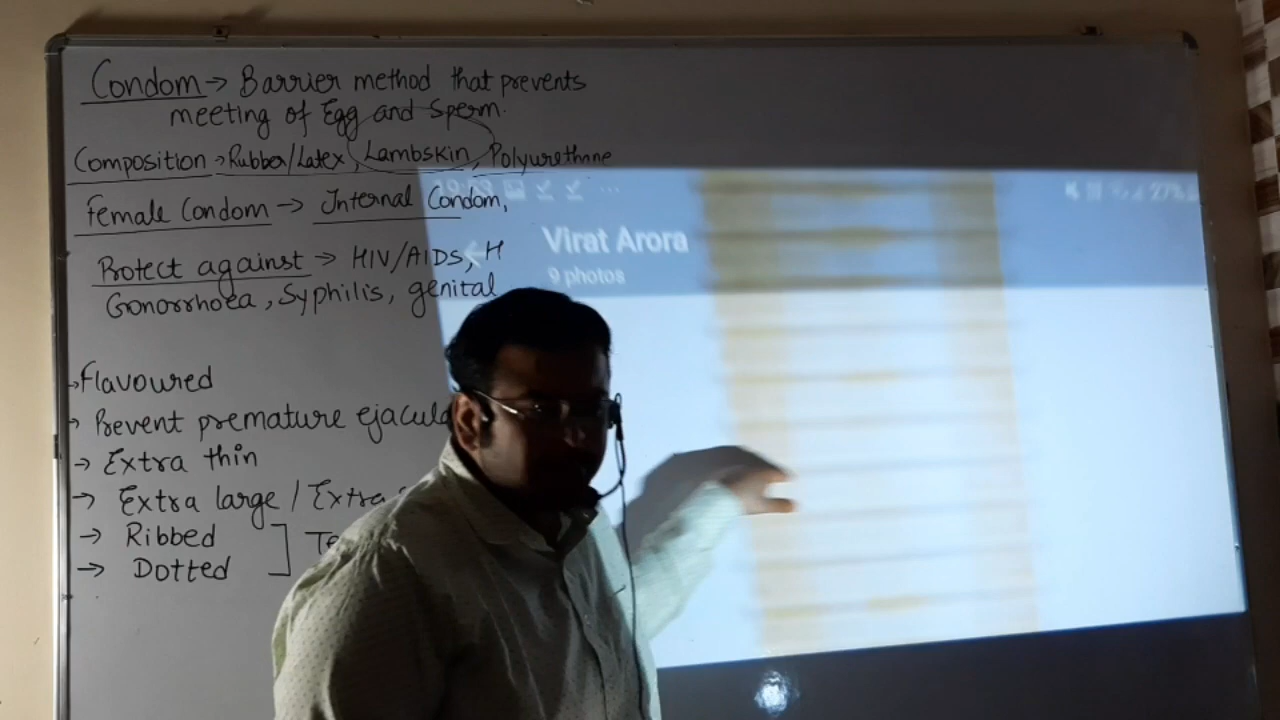 Condom → Barrier method that prevents
meeting of Egg and Sperm.
Composition → Rubber/Latex, Lambskin, Polyurethane
Female Condom → Internal Condom,
Protect against → HIV/AIDS, H
Gonorrhoea, Syphilis, genital
→ Flavoured
→ Prevent premature ejacula
→ Extra thin
→ Extra large / Extra
→ Ribbed
→ Dotted
27%
Virat Arora
9 photos